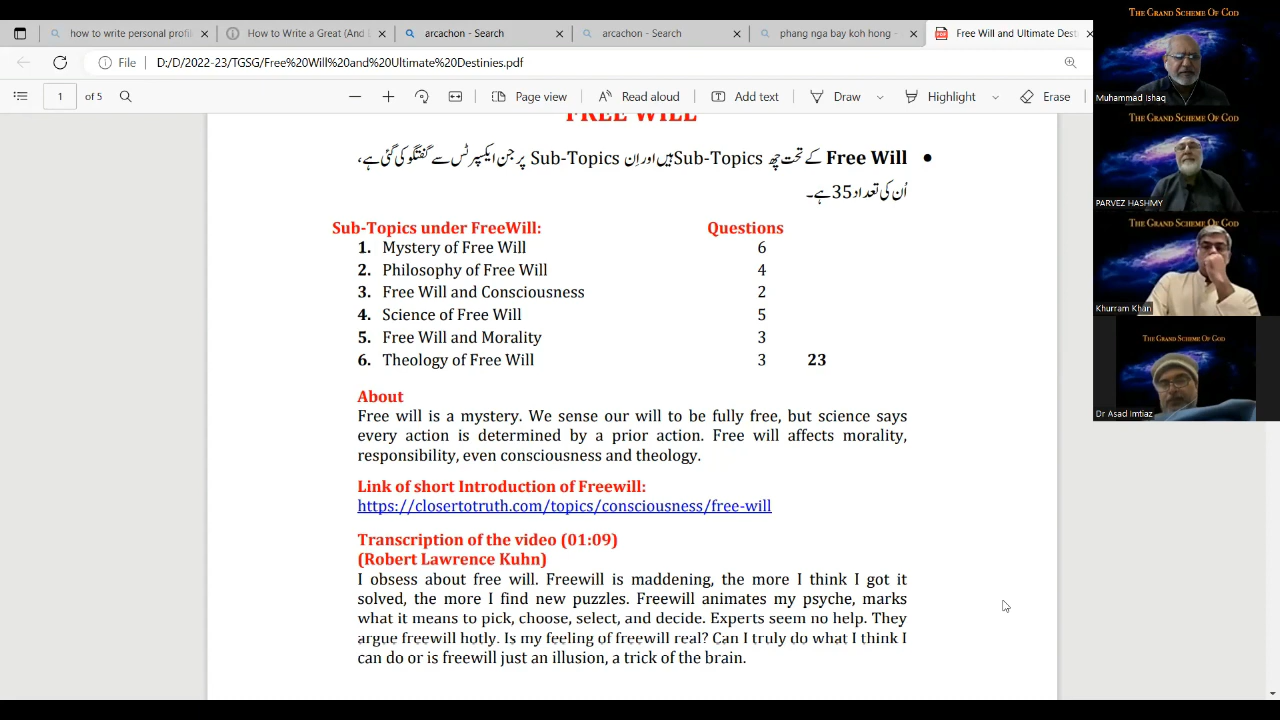 how to write personal profil
How to Write a Great (And L
arcachon - Search
arcachon - Search
phang nga bay koh hong -
Free Will and Ultimate Desti
File
D:/D/2022-23/TGSG/Free%20Will%20and%20Ultimate%20Destinies.pdf
1 of 5
Page view
Read aloud
Add text
Draw
Highlight
Erase
FREE WILL
• Free Will کے تحت چھ Sub-Topics ہیں اور اِن Sub-Topics پر جن ایکسپرٹس سے گفتگو کی گئی ہے،
اُن کی تعداد 35 ہے۔
Sub-Topics under FreeWill: Questions
1. Mystery of Free Will 6
2. Philosophy of Free Will 4
3. Free Will and Consciousness 2
4. Science of Free Will 5
5. Free Will and Morality 3
6. Theology of Free Will 3 23
About
Free will is a mystery. We sense our will to be fully free, but science says
every action is determined by a prior action. Free will affects morality,
responsibility, even consciousness and theology.
Link of short Introduction of Freewill:
https://closertotruth.com/topics/consciousness/free-will
Transcription of the video (01:09)
(Robert Lawrence Kuhn)
I obsess about free will. Freewill is maddening, the more I think I got it
solved, the more I find new puzzles. Freewill animates my psyche, marks
what it means to pick, choose, select, and decide. Experts seem no help. They
argue freewill hotly. Is my feeling of freewill real? Can I truly do what I think I
can do or is freewill just an illusion, a trick of the brain.
THE GRAND SCHEME OF GOD
Muhammad Ishaq
THE GRAND SCHEME OF GOD
PARVEZ HASHMY
THE GRAND SCHEME OF GOD
Khurram Khan
THE GRAND SCHEME OF GOD
Dr Asad Imtiaz